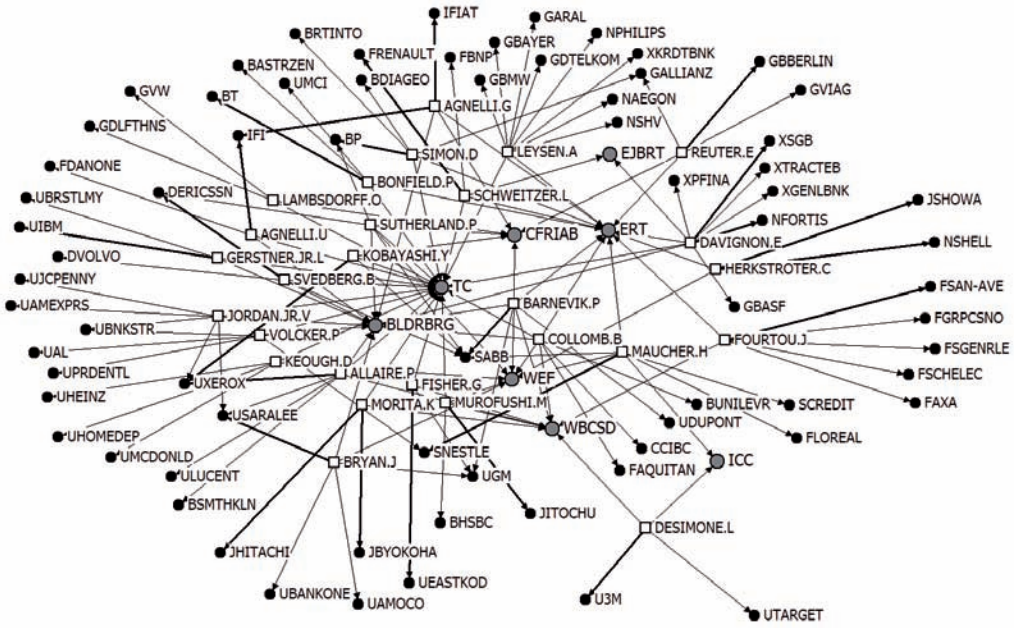 IFIAT
GARAL
BRTINTO
NPHILIPS
FRENAULT
GBAYER
FBNP
GDTELKOM
XKRDTBNK
BASTRZEN
GBBERLIN
UMCI
BDIAGEO
GBMW
GALLIANZ
GVW
BT
AGNELLI.G
NAEGON
GVIAG
GDLFTHNS
NSHV
IFI
BP
SIMON.D
LEYSEN.A
EJBRT
REUTER.E
XSGB
FDANONE
XTRACTEB
BONFIELD.P
XPFINA
DERICSSN
SCHWEITZER.L
XGENLBNK
UBRSTLMY
LAMBSDORFF.O
JSHOWA
NFORTIS
UIBM
SUTHERLAND.P
AGNELLI.U
CFRIAB
ERT
DAVIGNON.E
NSHELL
DVOLVO
GERSTNER.JR.L
KOBAYASHI.Y
HERKSTROTER.C
UJCPENNY
SVEDBERG.B
TC
FSAN-AVE
UAMEXPRS
BARNEVIK.P
GBASF
JORDAN.JR.V
FGRPCSNO
UBNKSTR
BLDRBRG
VOLCKER.P
COLLOMB.B
FOURTOU.J
UAL
SABB
MAUCHER.H
FSGENRLE
KEOUGH.D
UPRDENTL
ALLAIRE.P
FSCHELEC
UXEROX
FISHER.G
WEF
UHEINZ
MORITA.K
MUROFUSHI.M
BUNILEVR
SCREDIT
FAXA
USARALEE
UDUPONT
WBCSD
UHOMEDEP
FLOREAL
SNESTLE
CCIBC
UMCDONLD
BRYAN.J
ICC
FAQUITAN
ULUCENT
UGM
BSMTHKLN
JITOCHU
BHSBC
DESIMONE.L
JHITACHI
JBYOKOHA
UEASTKOD
UBANKONE
U3M
UAMOCO
UTARGET